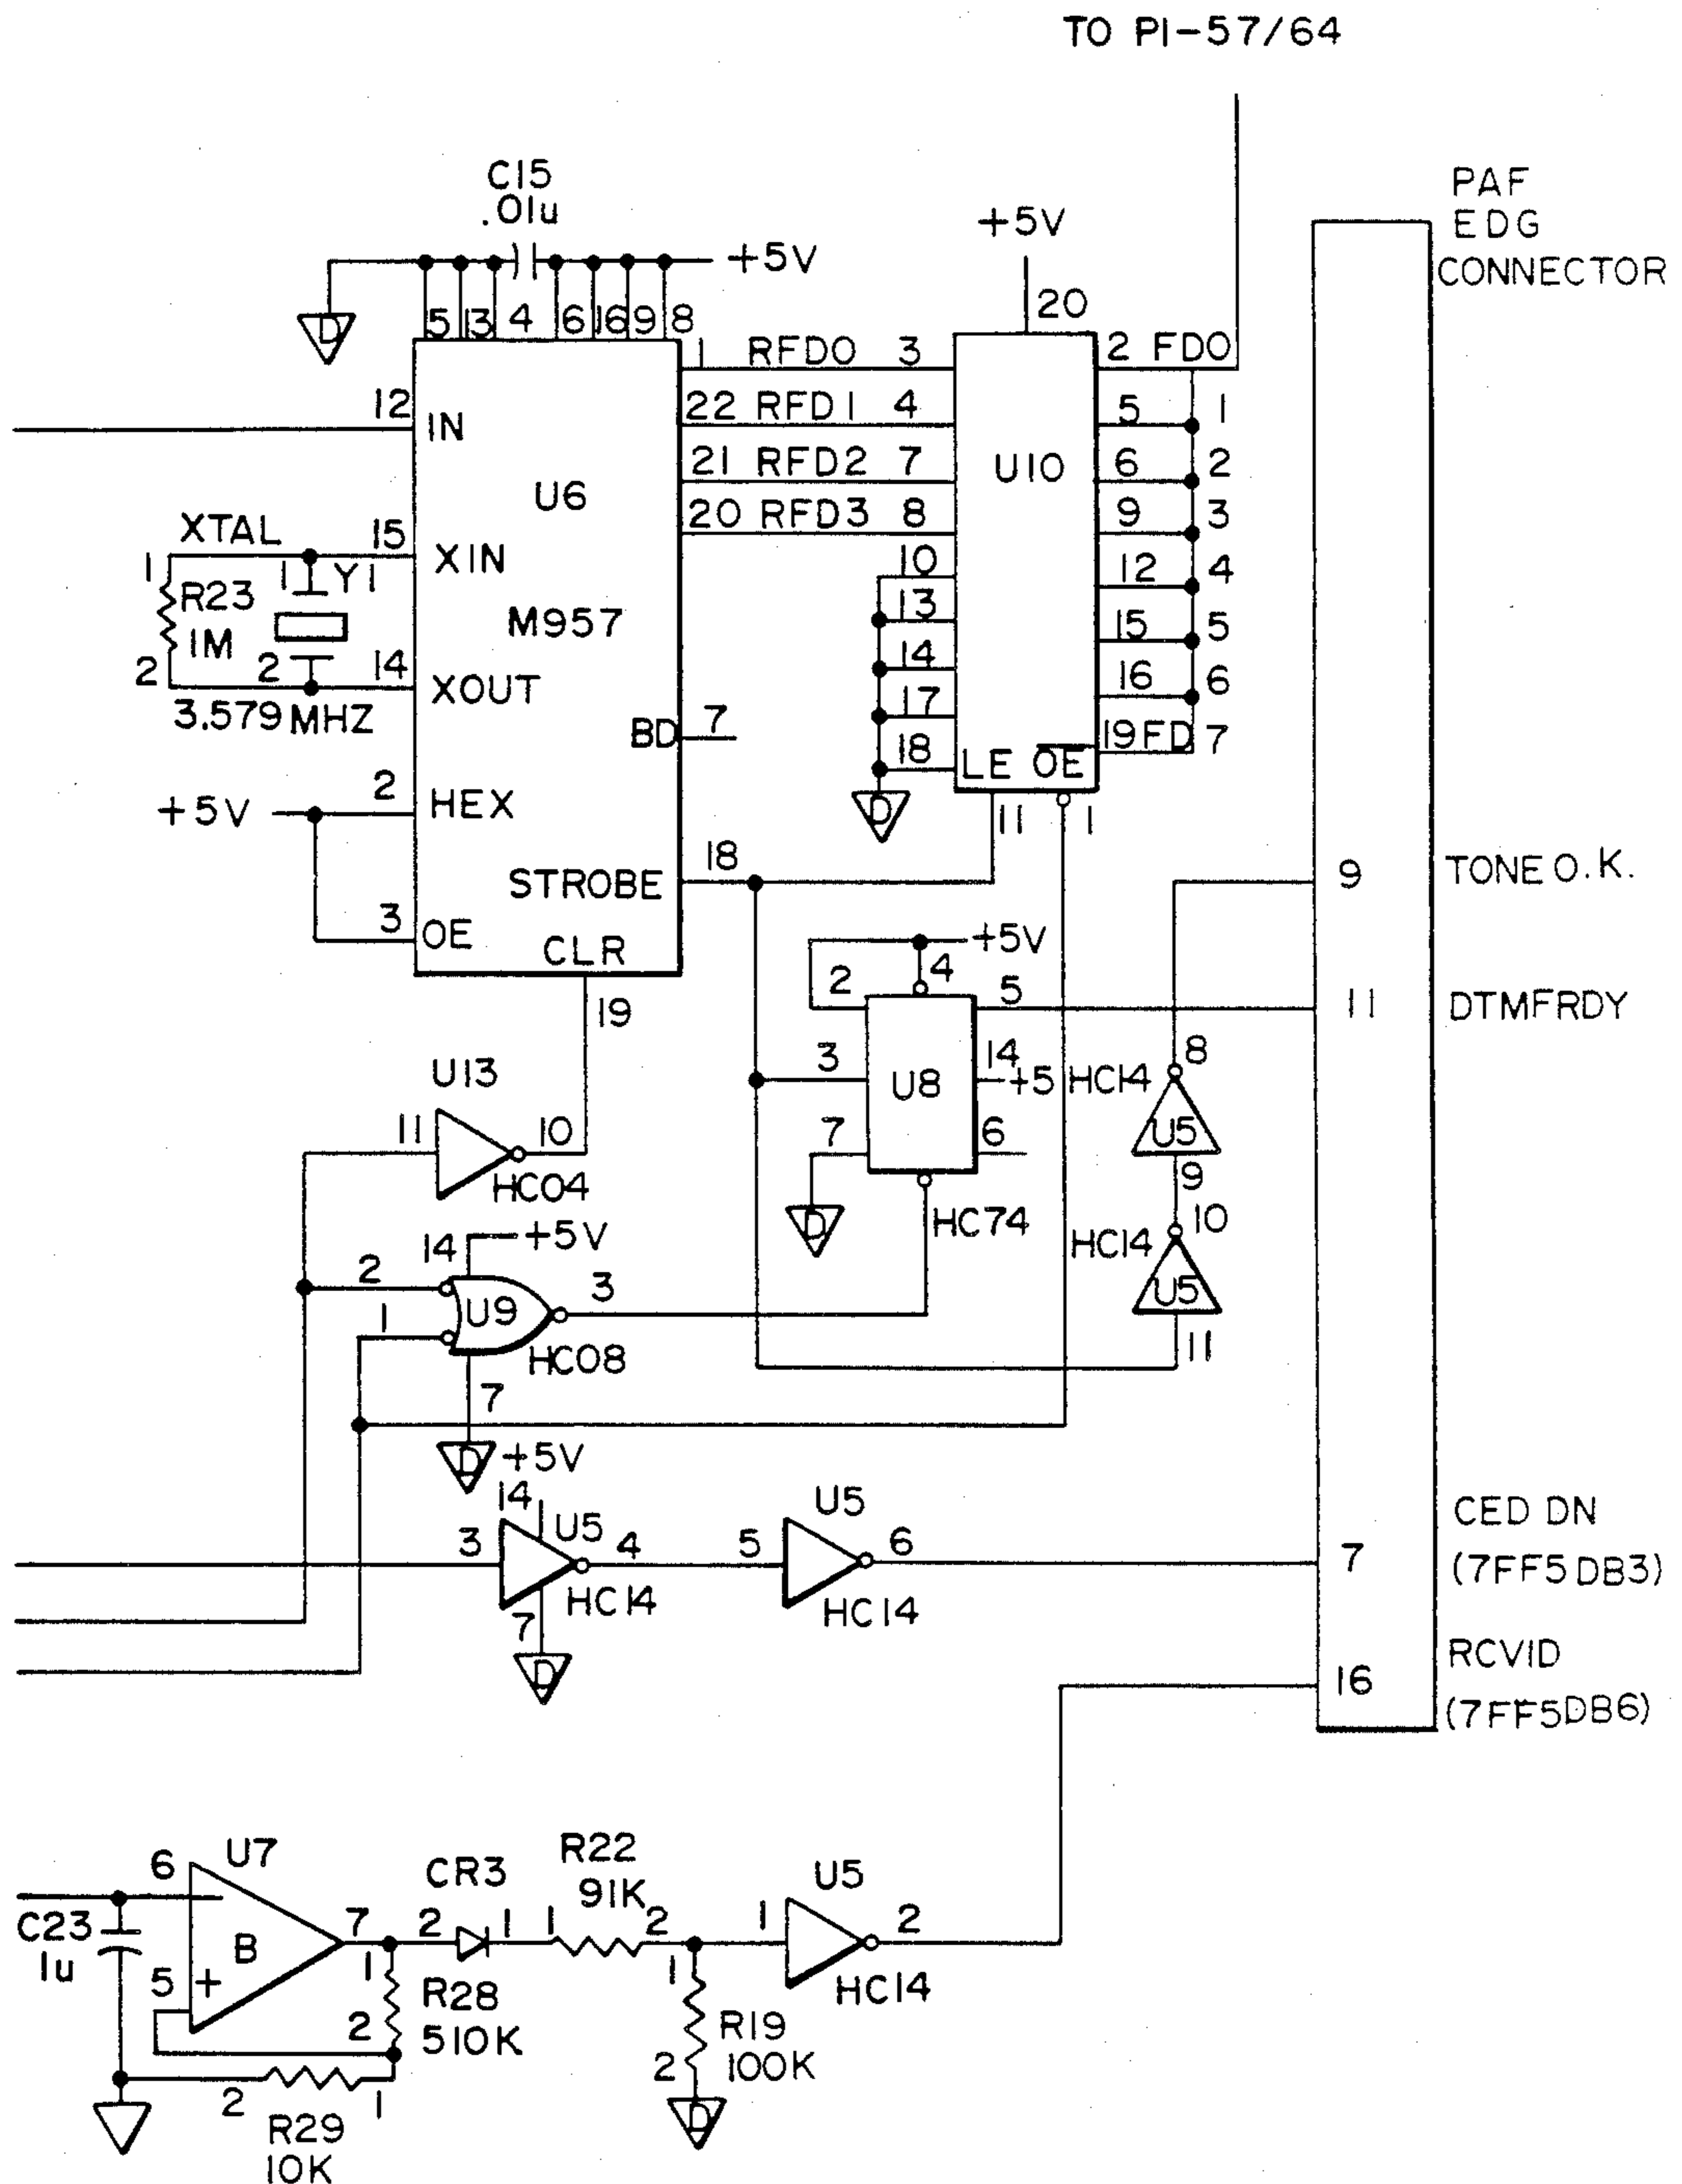 TO P1-57/64
PAF
EDG
CONNECTOR
C15
.01u
+5V
+5V
20
D
5 13 4 6 16 9 8
1 RFD0 3
2 FD0
12 IN
22 RFD1 4
5 1
U6
21 RFD2 7
U10
6 2
20 RFD3 8
9 3
XTAL
15 XIN
10
12 4
1 R23 1M 2
1 Y1 2
M957
13
15 5
14 XOUT
14
16 6
3.579 MHZ
BD 7
17
19 FD 7
18 LE OE
D
11 1
+5V
2 HEX
18
STROBE
3 OE
CLR
19
9 TONE O.K.
+5V
2 4 5
11 DTMFRDY
3 U8 14 +5
7 6
D
HC74
HC14
8
U5
9
HC14
10
U5
11
U13
11 10
HC04
14 +5V
2
1 U9 3
HC08
7
D
+5V
14
3 U5 4
HC14
7
D
U5
5 6
HC14
7 CED DN
(7FF5DB3)
16 RCVID
(7FF5DB6)
U7
6
C23
1u
B
5 +
7
1
R28
510K
2
2 1
R29
10K
CR3
2 1
R22
91K
1 2
1
R19
100K
2
D
U5
1 2
HC14